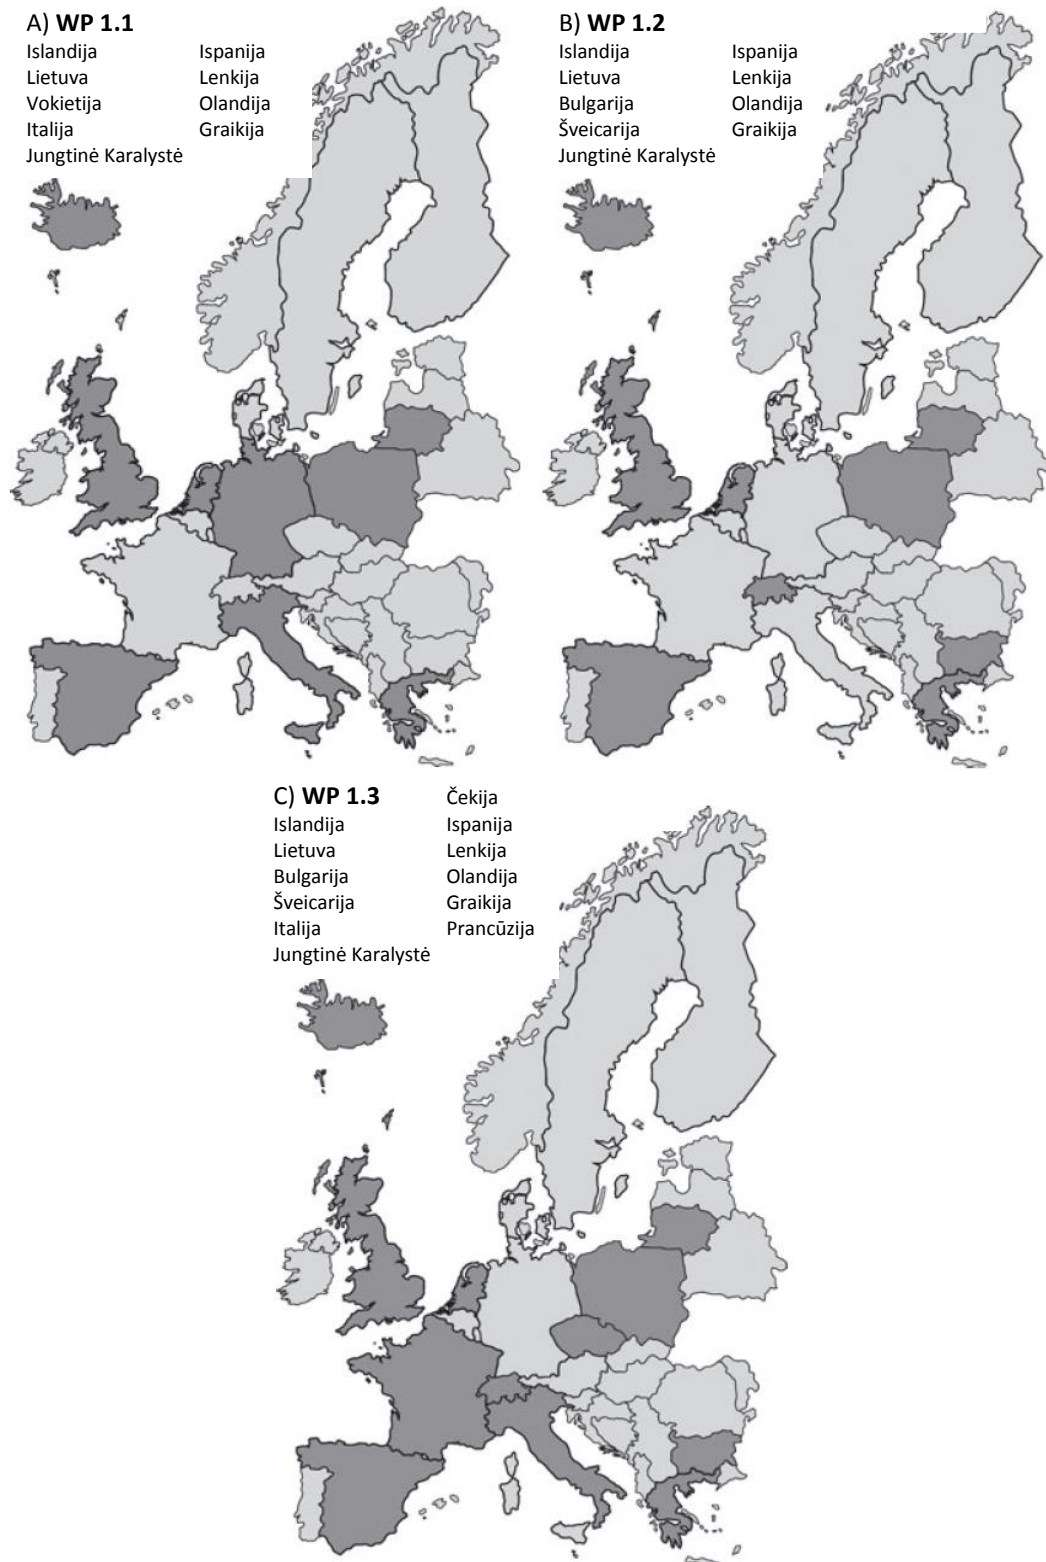 A) WP 1.1
Islandija
Lietuva
Vokietija
Italija
Jungtinė Karalystė
Ispanija
Lenkija
Olandija
Graikija
B) WP 1.2
Islandija
Lietuva
Bulgarija
Šveicarija
Jungtinė Karalystė
Ispanija
Lenkija
Olandija
Graikija
C) WP 1.3
Islandija
Lietuva
Bulgarija
Šveicarija
Italija
Jungtinė Karalystė
Čekija
Ispanija
Lenkija
Olandija
Graikija
Prancūzija